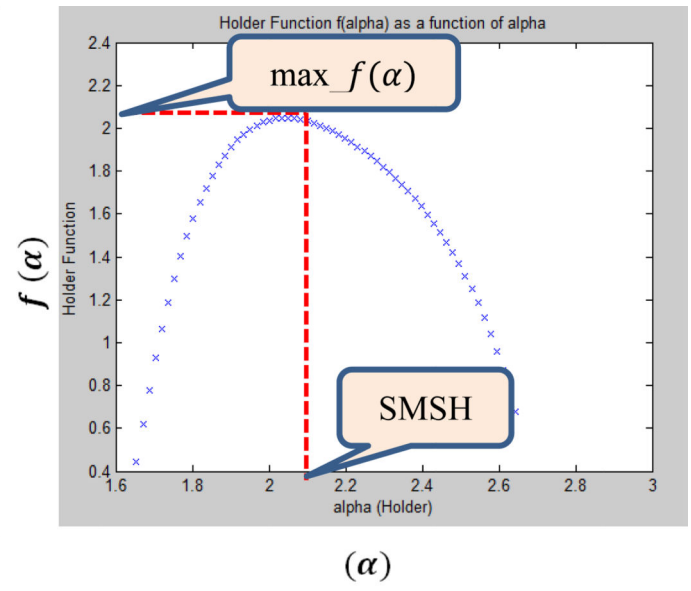 Holder Function f(alpha) as a function of alpha
2.4
2.2
max_f(α)
2
1.8
1.6
1.4
1.2
1
0.8
0.6
0.4
f (α)
Holder Function
SMSH
1.6 1.8 2 2.2 2.4 2.6 2.8 3
alpha (Holder)
(α)